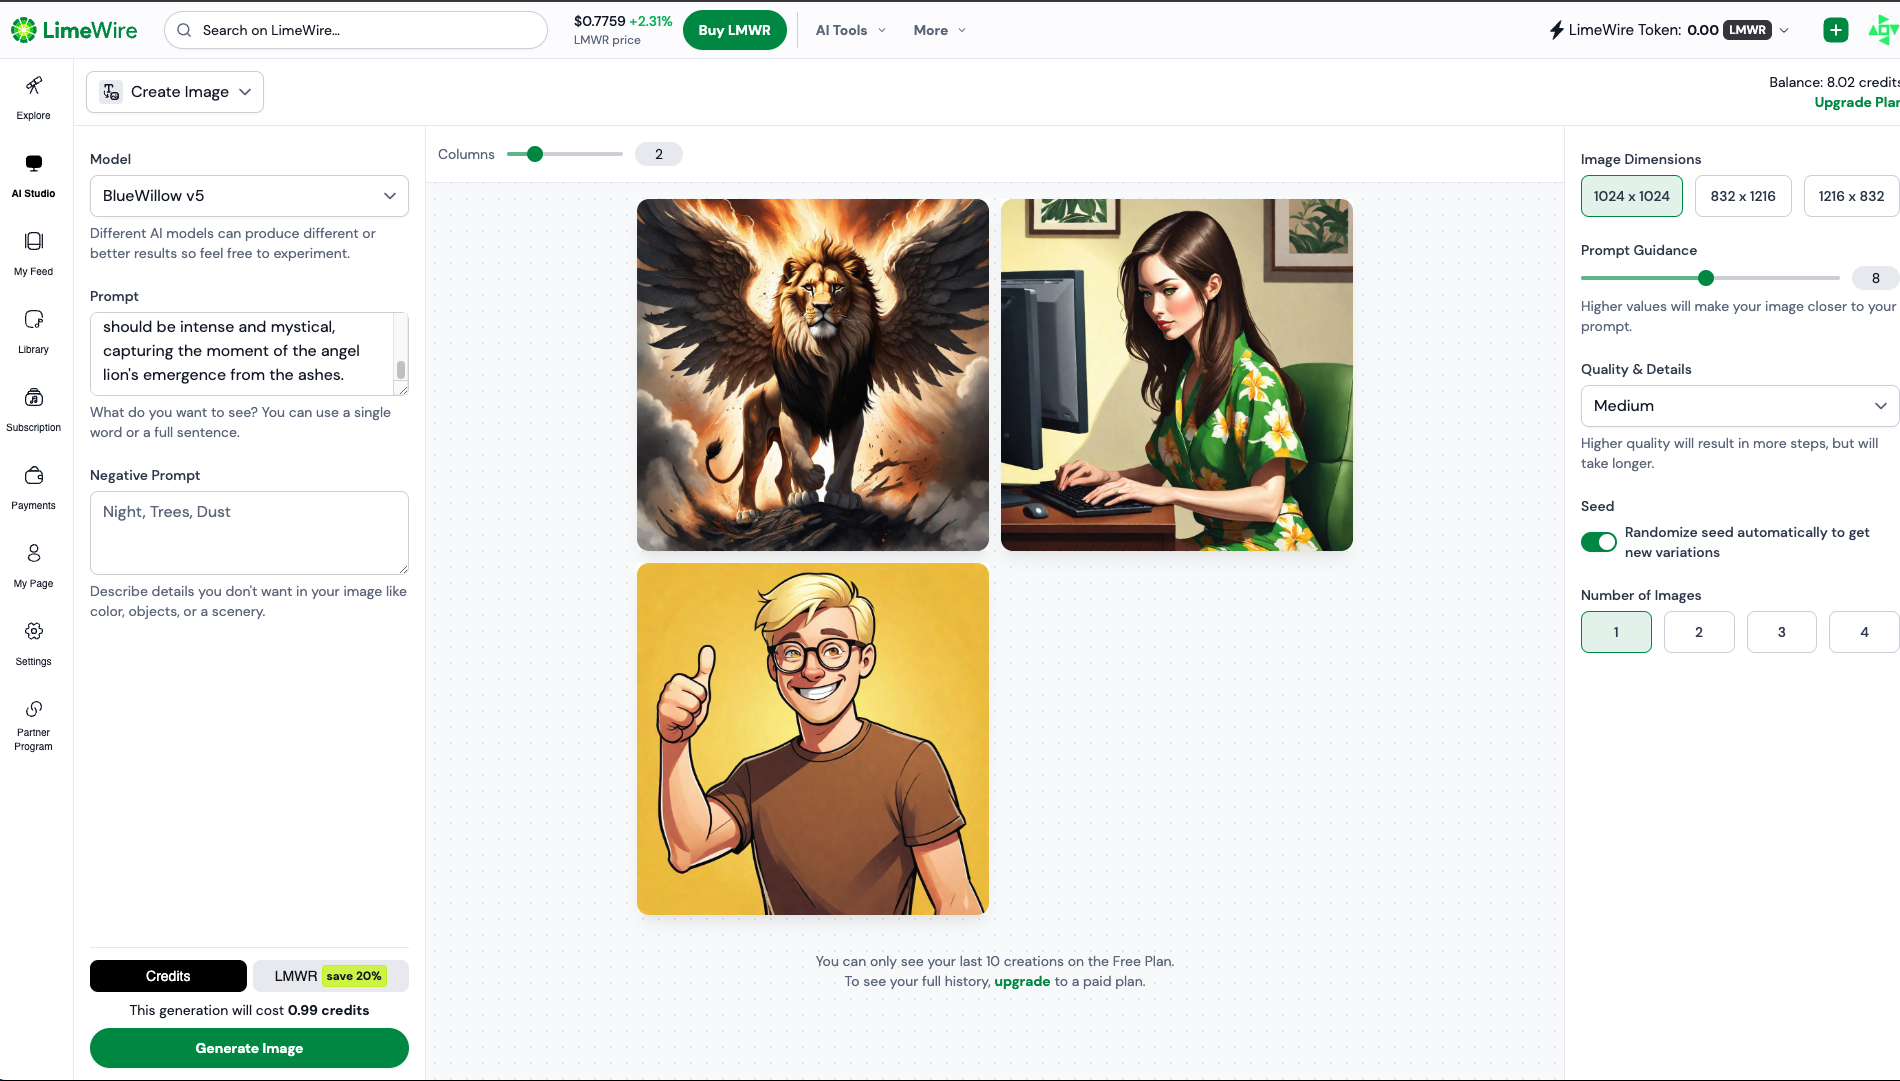 LimeWire
Search on LimeWire...
$0.7759 +2.31%
LMWR price
Buy LMWR
AI Tools
More
LimeWire Token: 0.00 LMWR
Explore
AI Studio
My Feed
Library
Subscription
Payments
My Page
Settings
Partner
Program
Create Image
Balance: 8.02 credits
Upgrade Plan
Model
BlueWillow v5
Different AI models can produce different or
better results so feel free to experiment.
Prompt
should be intense and mystical,
capturing the moment of the angel
lion's emergence from the ashes.
What do you want to see? You can use a single
word or a full sentence.
Negative Prompt
Night, Trees, Dust
Describe details you don't want in your image like
color, objects, or a scenery.
Credits
LMWR save 20%
This generation will cost 0.99 credits
Generate Image
Columns
2
You can only see your last 10 creations on the Free Plan.
To see your full history, upgrade to a paid plan.
Image Dimensions
1024 x 1024
832 x 1216
1216 x 832
Prompt Guidance
8
Higher values will make your image closer to your
prompt.
Quality & Details
Medium
Higher quality will result in more steps, but will
take longer.
Seed
Randomize seed automatically to get
new variations
Number of Images
1
2
3
4